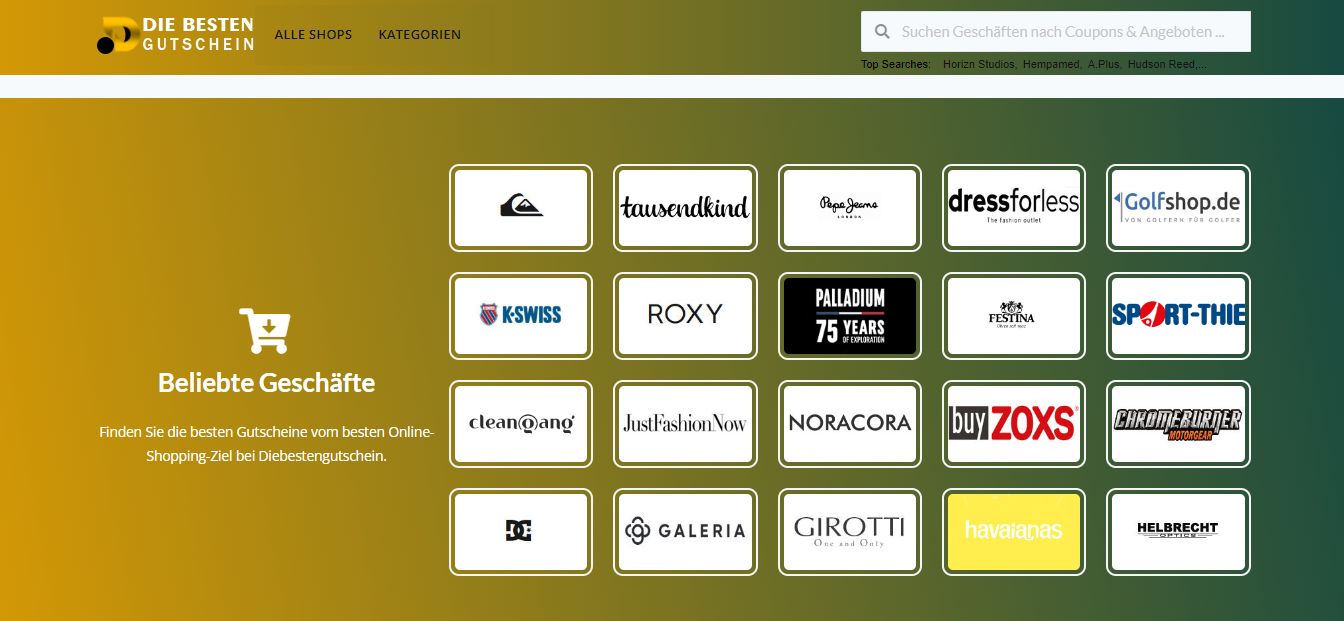 DIE BESTEN
GUTSCHEIN
ALLE SHOPS
KATEGORIEN
Suchen Geschäften nach Coupons & Angeboten ...
Top Searches: Horizn Studios, Hempamed, A.Plus, Hudson Reed,...
Beliebte Geschäfte
Finden Sie die besten Gutscheine vom besten Online-
Shopping-Ziel bei Diebestengutschein.
tausendkind
Pepe Jeans
LONDON
dressforless
The fashion outlet
Golfshop.de
VON GOLFERN FÜR GOLFER
K-SWISS
ROXY
PALLADIUM
75 YEARS
OF EXPLORATION
FESTINA
SPORT-THIE
clean@ang
JustFashionNow
NORACORA
buyZOXS
CHROMEBURNER
MOTORGEAR
DC
GALERIA
GIROTTI
One and Only
havaianas
HELBRECHT
OPTICS